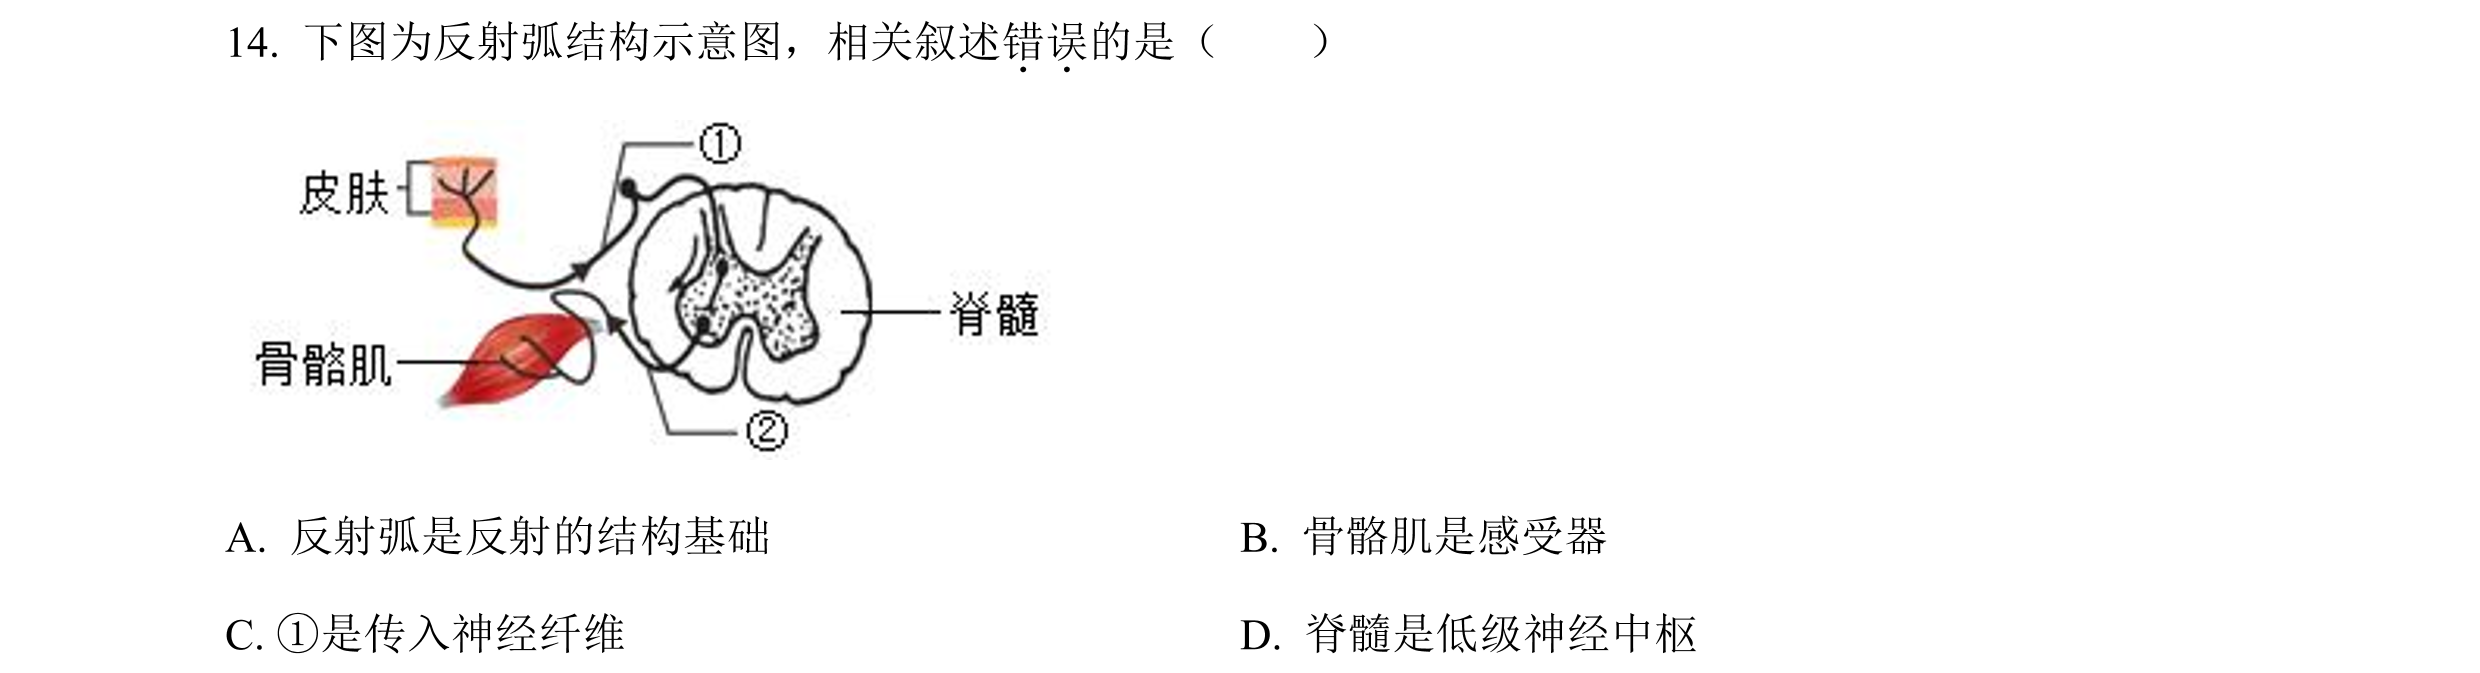 14. 下图为反射弧结构示意图，相关叙述错误的是（　　）
①
皮肤
脊髓
骨骼肌
②
A. 反射弧是反射的结构基础 B. 骨骼肌是感受器
C. ①是传入神经纤维 D. 脊髓是低级神经中枢